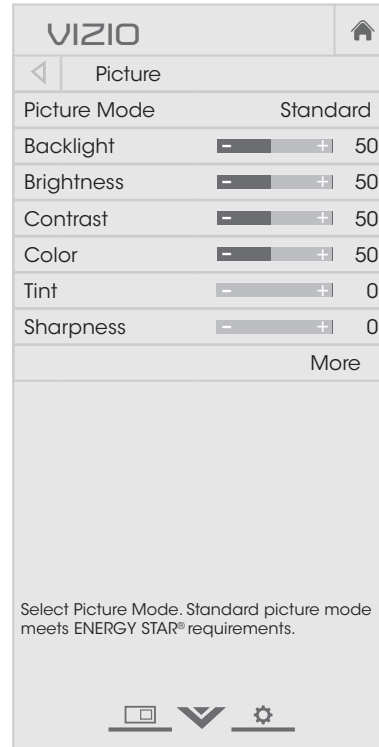 VIZIO
Picture
Picture Mode Standard
Backlight - + 50
Brightness - + 50
Contrast - + 50
Color - + 50
Tint - + 0
Sharpness - + 0
More
Select Picture Mode. Standard picture mode
meets ENERGY STAR® requirements.